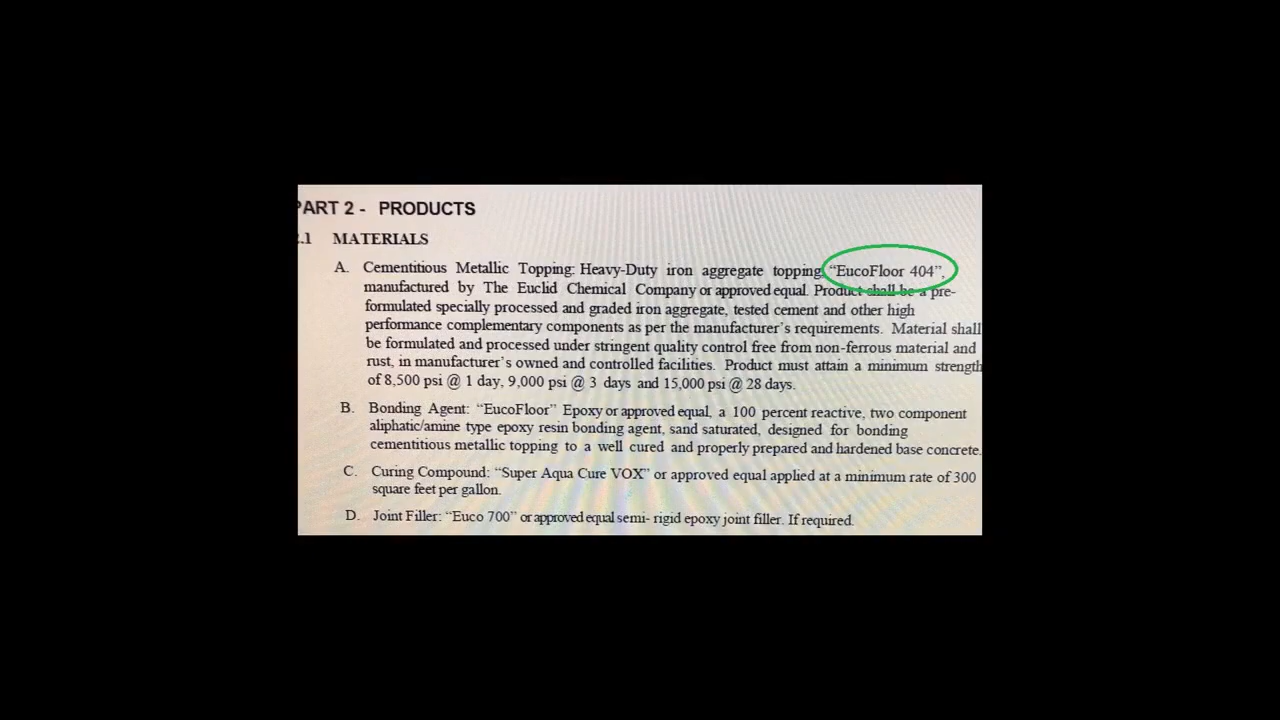 PART 2 - PRODUCTS
.1 MATERIALS
A. Cementitious Metallic Topping: Heavy-Duty iron aggregate topping, “EucoFloor 404”,
manufactured by The Euclid Chemical Company or approved equal. Product shall be a pre-
formulated specially processed and graded iron aggregate, tested cement and other high
performance complementary components as per the manufacturer’s requirements. Material shall
be formulated and processed under stringent quality control free from non-ferrous material and
rust, in manufacturer’s owned and controlled facilities. Product must attain a minimum strength
of 8,500 psi @ 1 day, 9,000 psi @ 3 days and 15,000 psi @ 28 days.
B. Bonding Agent: “EucoFloor” Epoxy or approved equal, a 100 percent reactive, two component
aliphatic/amine type epoxy resin bonding agent, sand saturated, designed for bonding
cementitious metallic topping to a well cured and properly prepared and hardened base concrete.
C. Curing Compound: “Super Aqua Cure VOX” or approved equal applied at a minimum rate of 300
square feet per gallon.
D. Joint Filler: “Euco 700” or approved equal semi- rigid epoxy joint filler. If required.